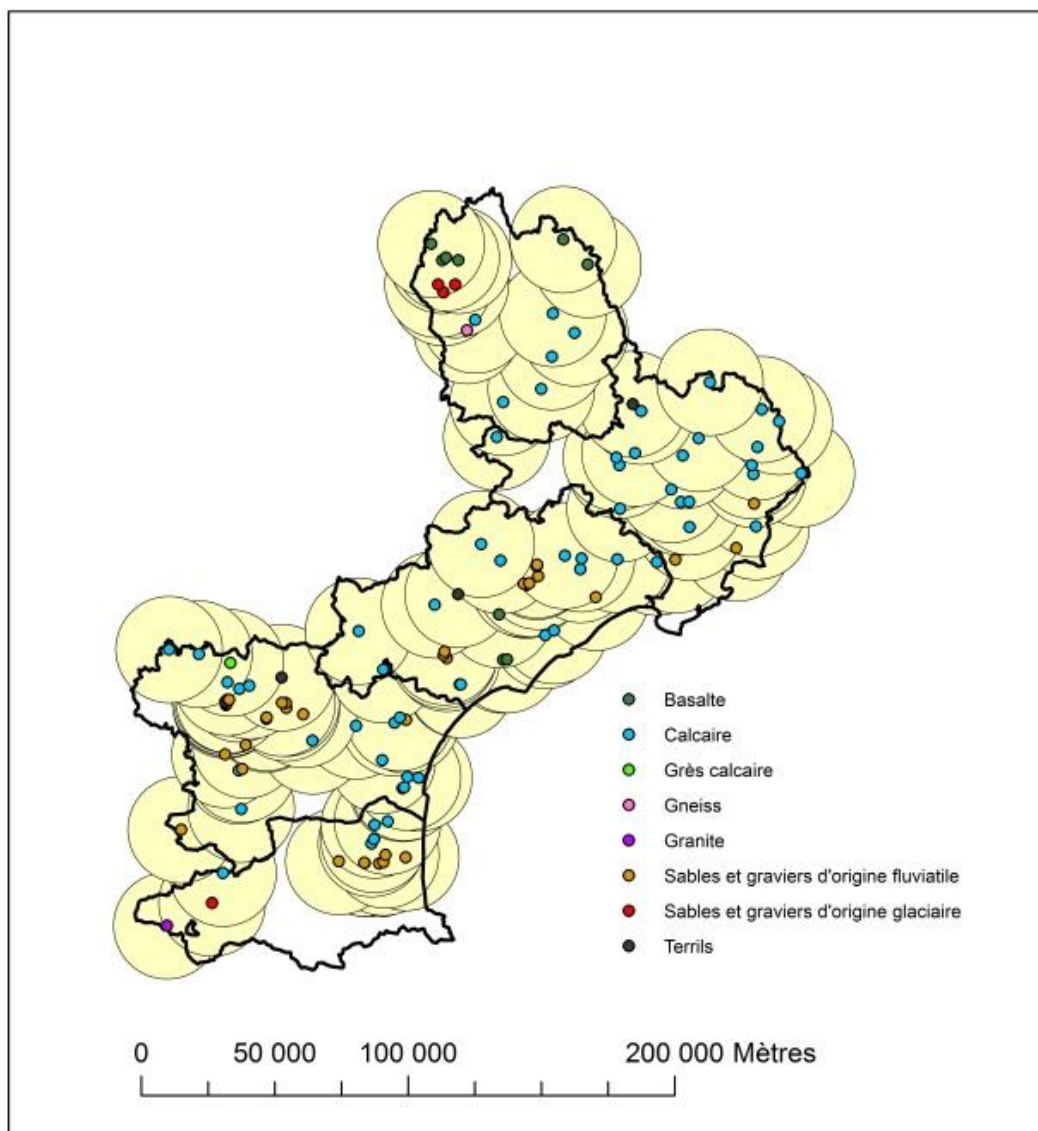 Basalte
Calcaire
Grès calcaire
Gneiss
Granite
Sables et graviers d'origine fluviatile
Sables et graviers d'origine glaciaire
Terrils
0 50 000 100 000 200 000 Mètres